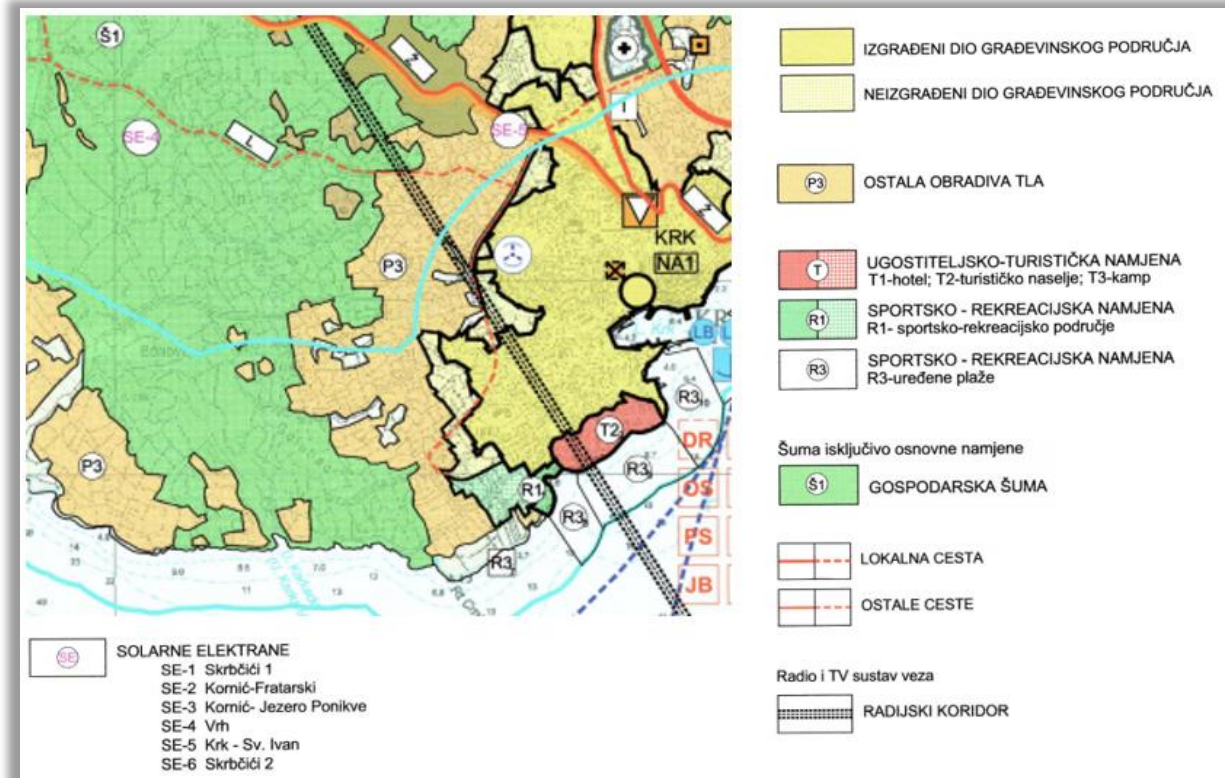 Š1
Ž
SE-4
L
SE-5
I
Ž
KRK
NA1
P3
LB
R3
T2
DR
R3
P3
R1
OS
R3
PS
R3
JB
SOLARNE ELEKTRANE
SE
SE-1 Skrbčići 1
SE-2 Kornić-Fratarski
SE-3 Kornić- Jezero Ponikve
SE-4 Vrh
SE-5 Krk - Sv. Ivan
SE-6 Skrbčići 2
IZGRAĐENI DIO GRAĐEVINSKOG PODRUČJA
NEIZGRAĐENI DIO GRAĐEVINSKOG PODRUČJA
P3 OSTALA OBRADIVA TLA
T UGOSTITELJSKO-TURISTIČKA NAMJENA
T1-hotel; T2-turističko naselje; T3-kamp
R1 SPORTSKO - REKREACIJSKA NAMJENA
R1- sportsko-rekreacijsko područje
R3 SPORTSKO - REKREACIJSKA NAMJENA
R3-uređene plaže
Šuma isključivo osnovne namjene
Š1 GOSPODARSKA ŠUMA
LOKALNA CESTA
OSTALE CESTE
Radio i TV sustav veza
RADIJSKI KORIDOR